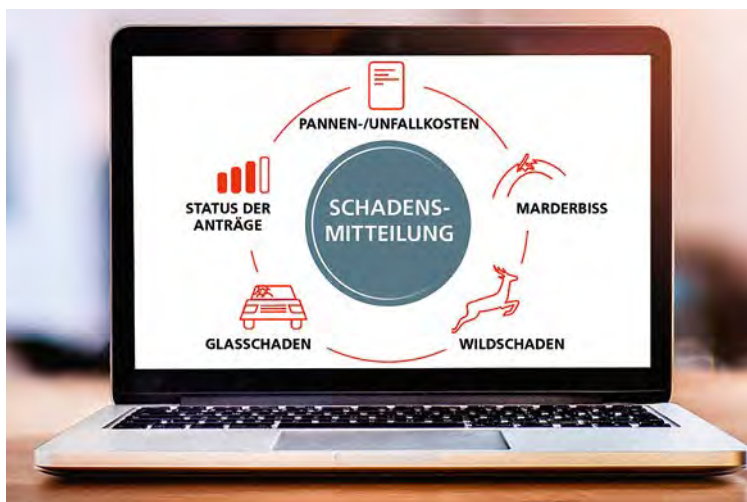 PANNEN-/UNFALLKOSTEN
STATUS DER
ANTRÄGE
SCHADENS-
MITTEILUNG
MARDERBISS
GLASSCHADEN
WILDSCHADEN